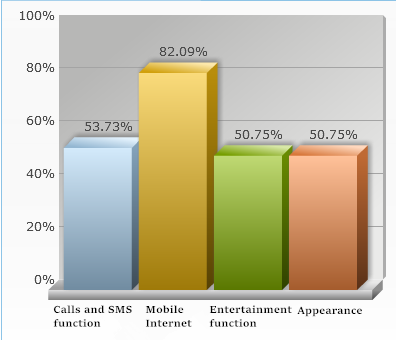 100%
80%
60%
40%
20%
0%
53.73%
82.09%
50.75%
50.75%
Calls and SMS
function
Mobile
Internet
Entertainment
function
Appearance